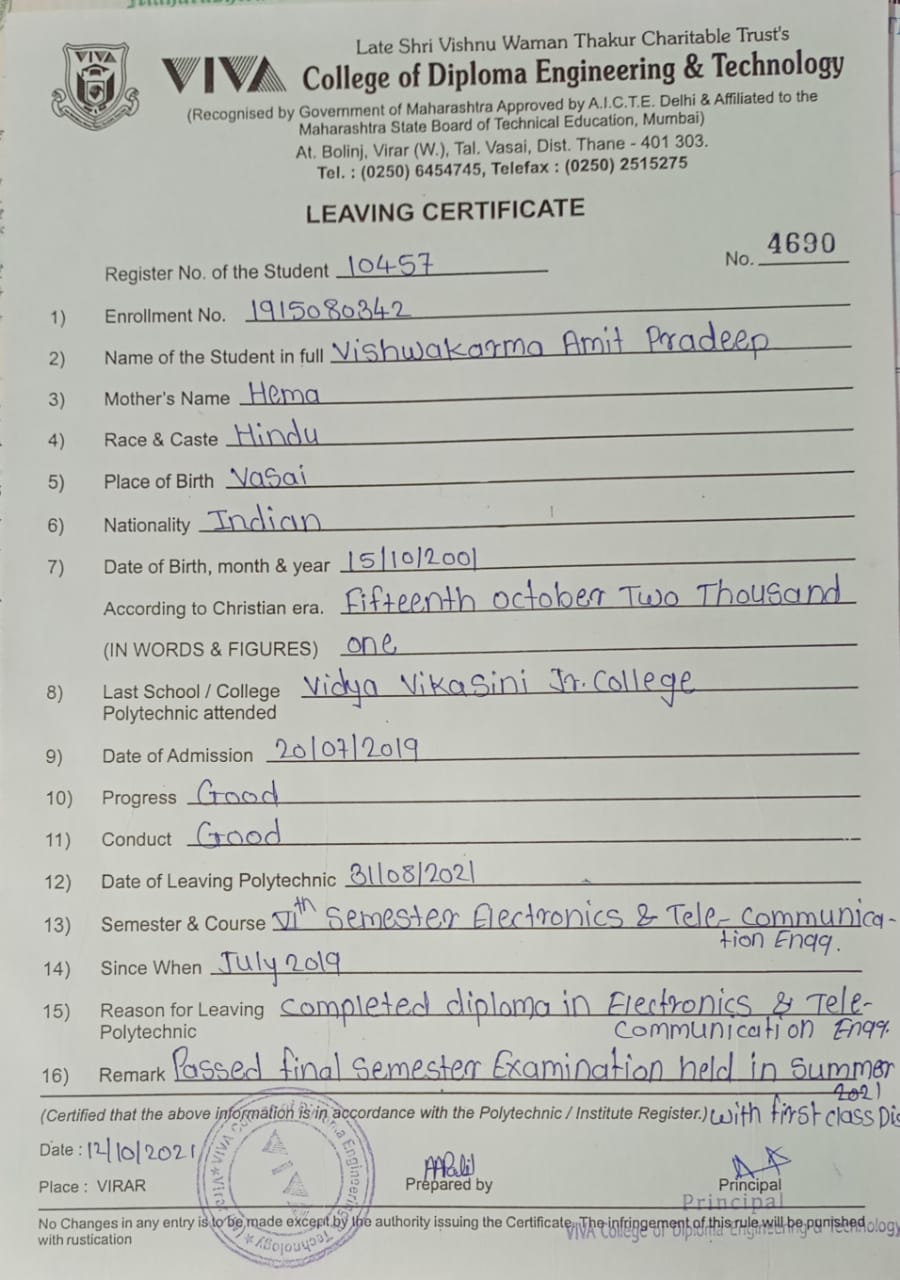 VIVA
Late Shri Vishnu Waman Thakur Charitable Trust's
VIVA College of Diploma Engineering & Technology
(Recognised by Government of Maharashtra Approved by A.I.C.T.E. Delhi & Affiliated to the
Maharashtra State Board of Technical Education, Mumbai)
At. Bolinj, Virar (W.), Tal. Vasai, Dist. Thane - 401 303.
Tel. : (0250) 6454745, Telefax : (0250) 2515275
LEAVING CERTIFICATE
Register No. of the Student 10457 No. 4690
1) Enrollment No. 1915080342
2) Name of the Student in full Vishwakarma Amit Pradeep
3) Mother's Name Hema
4) Race & Caste Hindu
5) Place of Birth Vasai
6) Nationality Indian
7) Date of Birth, month & year 15/10/2001
According to Christian era. Fifteenth October Two Thousand
(IN WORDS & FIGURES) one
8) Last School / College Vidya Vikasini Jr. College
Polytechnic attended
9) Date of Admission 20/07/2019
10) Progress Good
11) Conduct Good
12) Date of Leaving Polytechnic 31/08/2021
13) Semester & Course VIth Semester Electronics & Tele-communica-
tion Engg.
14) Since When July 2019
15) Reason for Leaving completed diploma in Electronics & Tele-
Polytechnic communication Engg.
16) Remark Passed final Semester Examination held in Summer
2021
(Certified that the above information is in accordance with the Polytechnic / Institute Register.) with first class Dis
Date : 12/10/2021
Place : VIRAR Prepared by Principal
Principal
No Changes in any entry is to be made except by the authority issuing the Certificate. The infringement of this rule will be punished
with rustication
VIVA College of Diploma Engineering & Technology